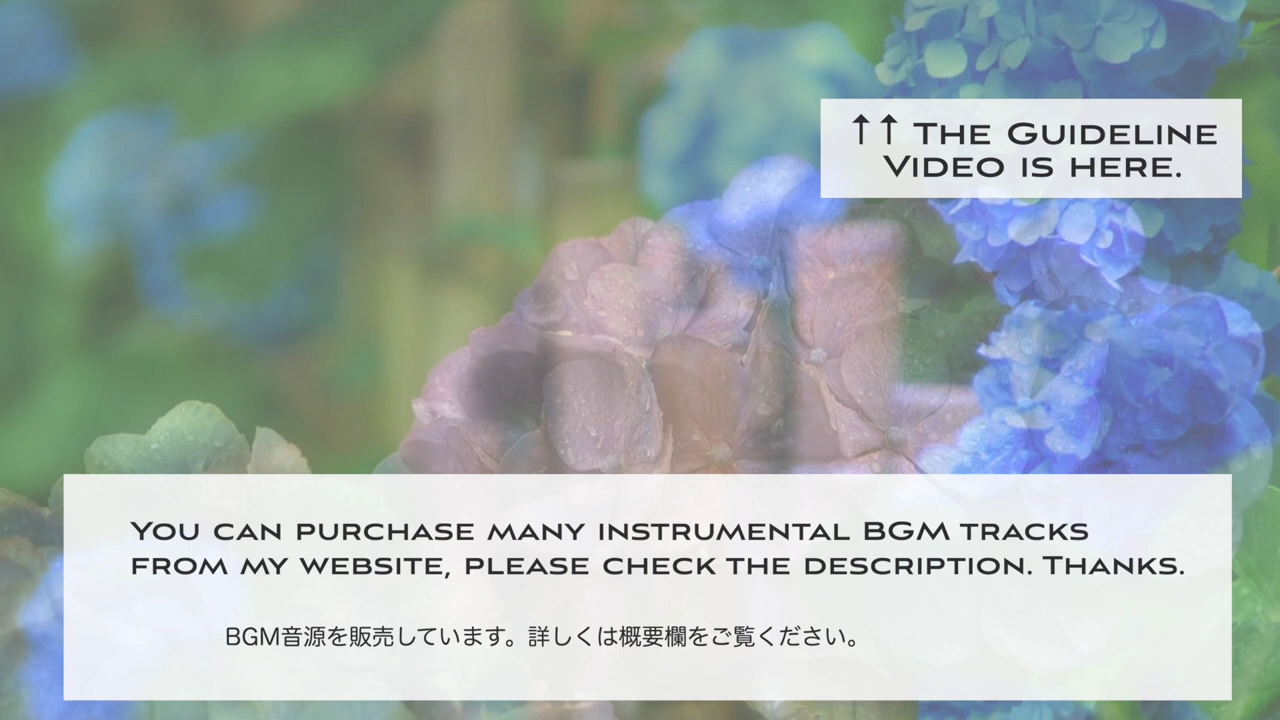 ↑↑ The Guideline
Video is here.
You can purchase many instrumental BGM tracks
from my website, please check the description. Thanks.
BGM音源を販売しています。詳しくは概要欄をご覧ください。